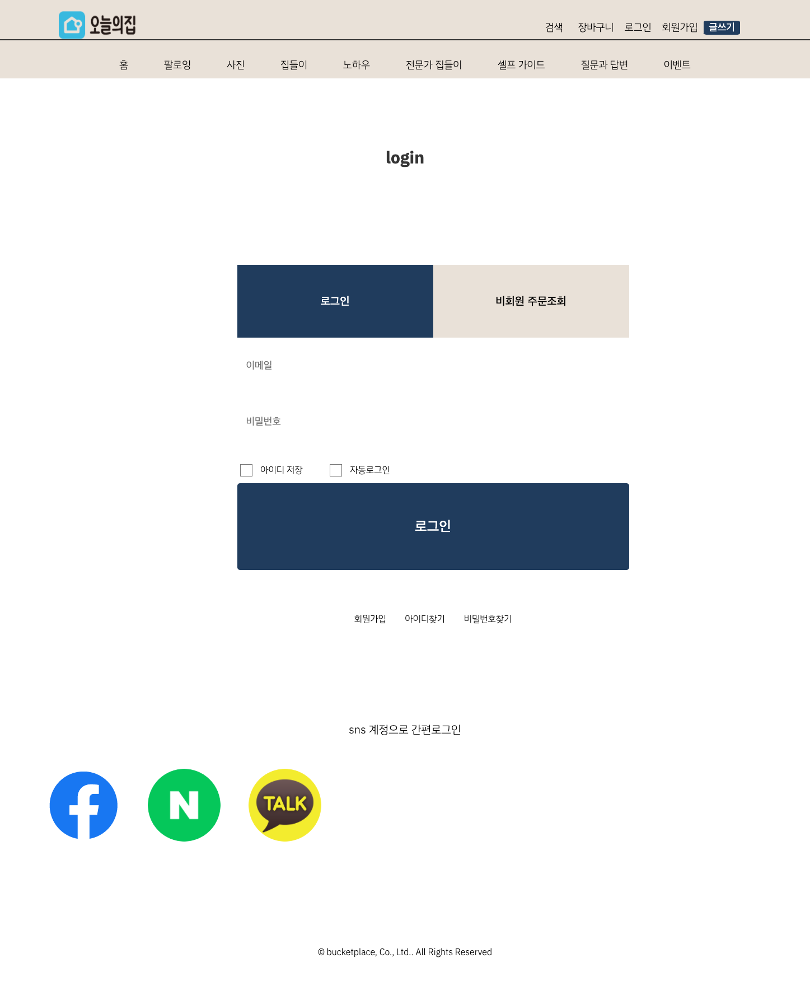 오늘의집
검색 장바구니 로그인 회원가입 글쓰기
홈 팔로잉 사진 집들이 노하우 전문가 집들이 셀프 가이드 질문과 답변 이벤트
login
로그인 비회원 주문조회
이메일
비밀번호
아이디 저장 자동로그인
로그인
회원가입 아이디찾기 비밀번호찾기
sns 계정으로 간편로그인
f N TALK
© bucketplace, Co., Ltd.. All Rights Reserved